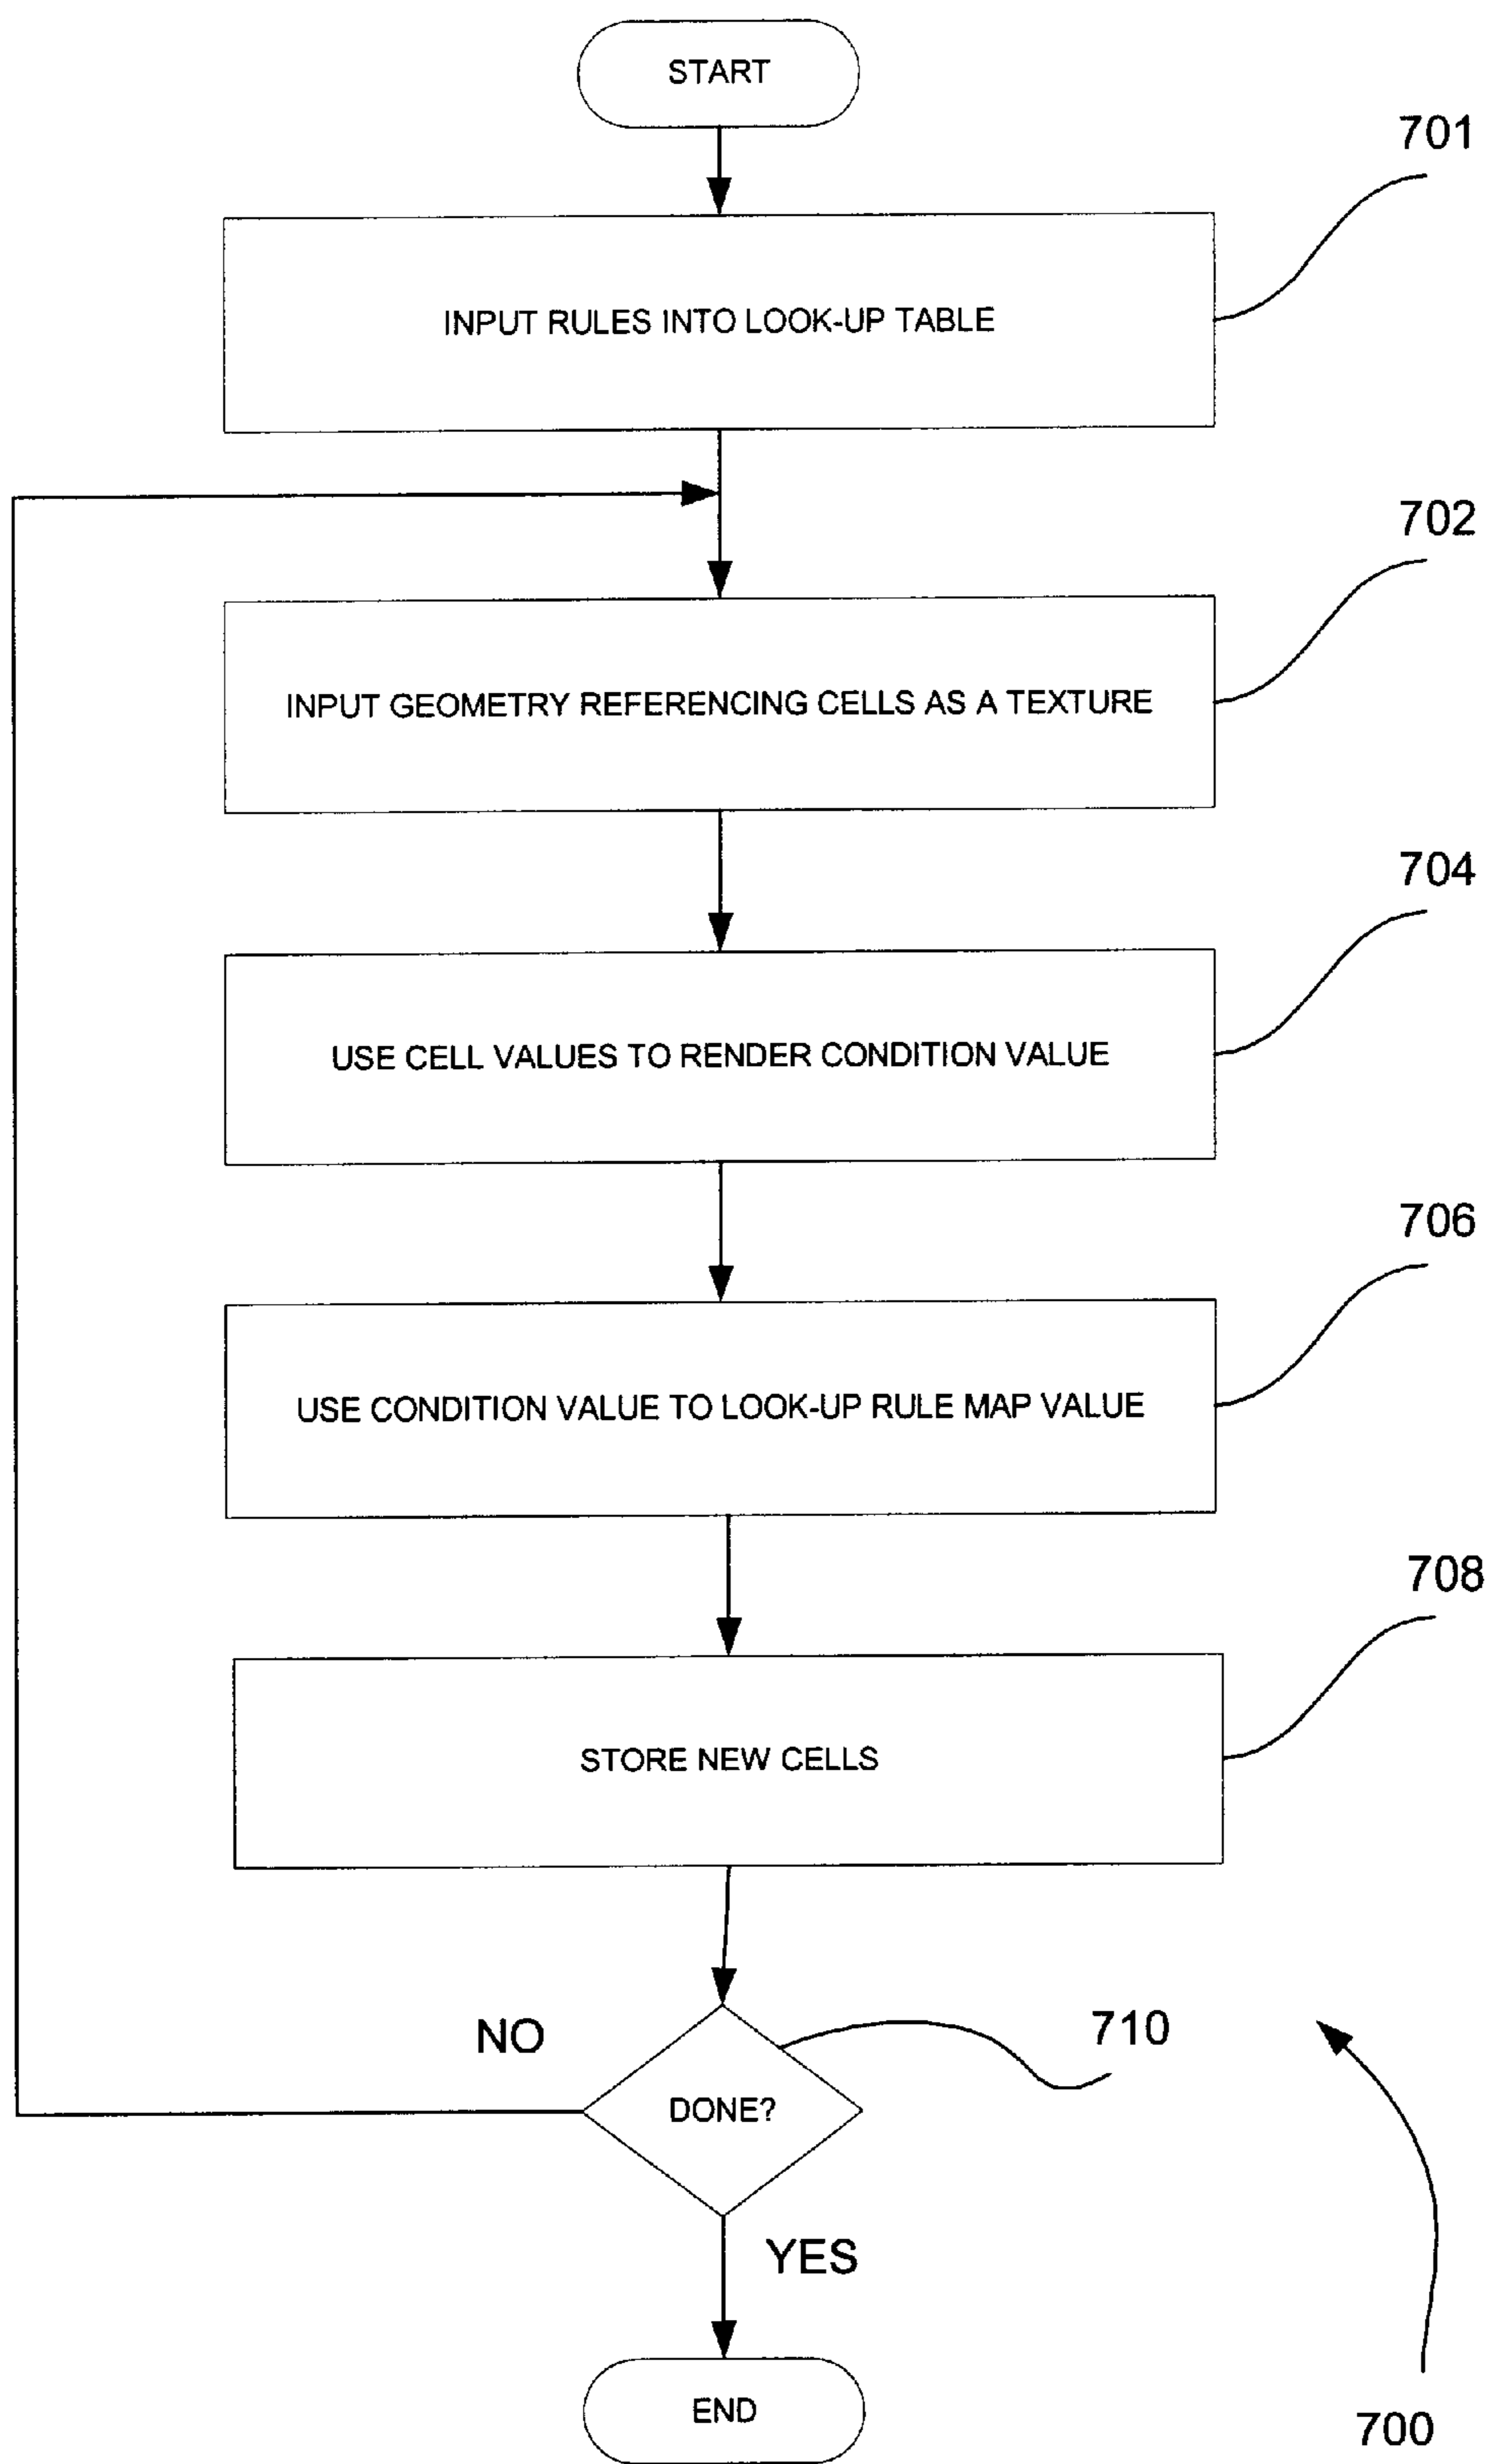 START
701
INPUT RULES INTO LOOK-UP TABLE
702
INPUT GEOMETRY REFERENCING CELLS AS A TEXTURE
704
USE CELL VALUES TO RENDER CONDITION VALUE
706
USE CONDITION VALUE TO LOOK-UP RULE MAP VALUE
708
STORE NEW CELLS
NO
710
DONE?
YES
END
700